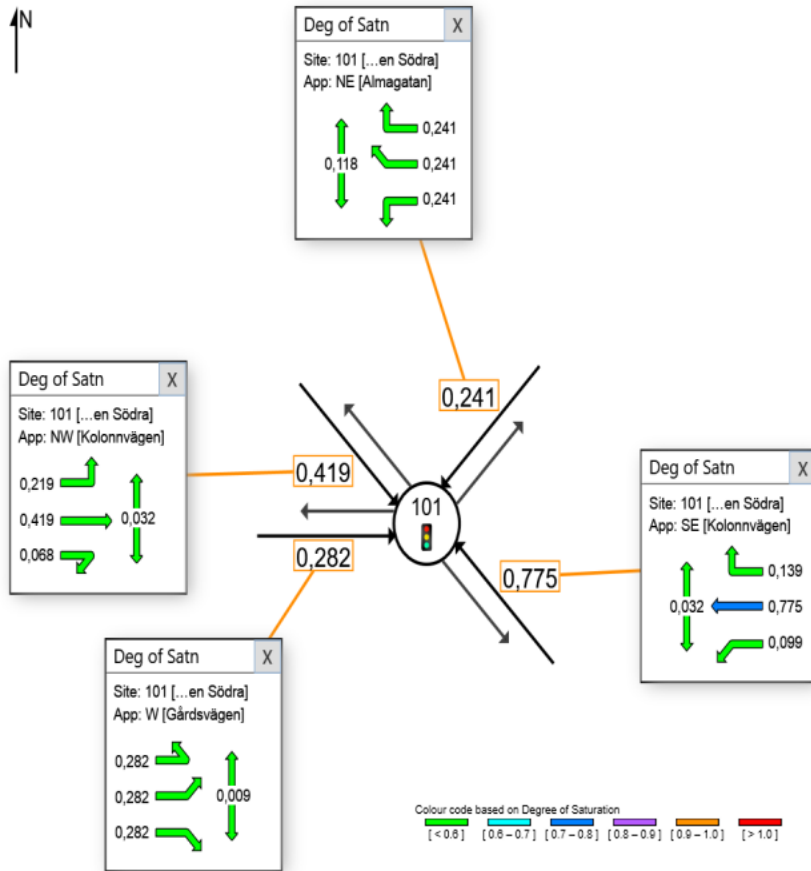 N
Deg of Satn X
Site: 101 [...en Södra]
App: NE [Almagatan]
0,241
0,118 0,241
0,241
0,241
Deg of Satn X
Site: 101 [...en Södra]
App: NW [Kolonnvägen]
0,219
0,419 0,032
0,068
0,419
101
0,282
0,775
Deg of Satn X
Site: 101 [...en Södra]
App: SE [Kolonnvägen]
0,139
0,032 0,775
0,099
Deg of Satn X
Site: 101 [...en Södra]
App: W [Gårdsvägen]
0,282
0,282 0,009
0,282
Colour code based on Degree of Saturation
[ < 0.6 ] [ 0.6 – 0.7 ] [ 0.7 – 0.8 ] [ 0.8 – 0.9 ] [ 0.9 – 1.0 ] [ > 1.0 ]